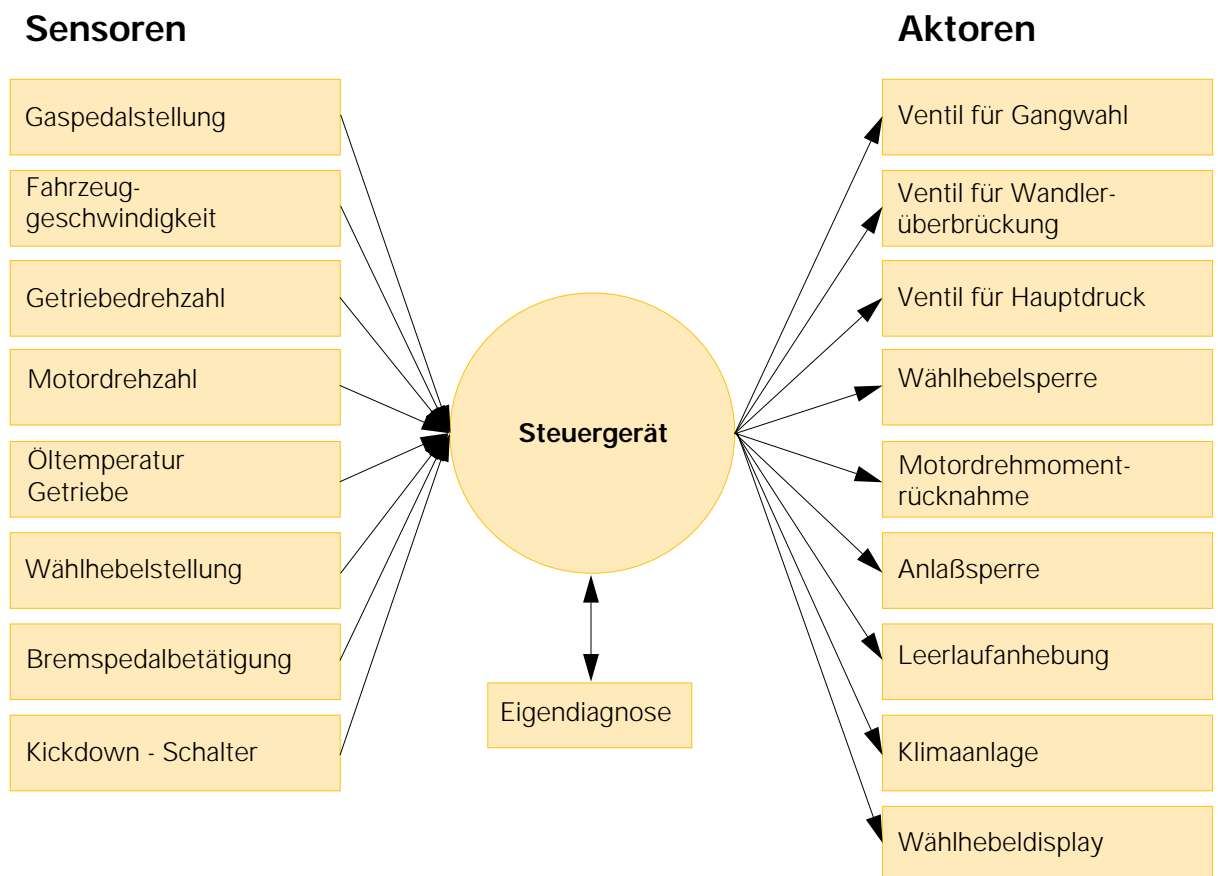 Sensoren
Gaspedalstellung
Fahrzeug-
geschwindigkeit
Getriebedrehzahl
Motordrehzahl
Öltemperatur
Getriebe
Wählhebelstellung
Bremspedalbetätigung
Kickdown - Schalter
Steuergerät
Eigendiagnose
Aktoren
Ventil für Gangwahl
Ventil für Wandler-
überbrückung
Ventil für Hauptdruck
Wählhebelsperre
Motordrehmoment-
rücknahme
Anlaßsperre
Leerlaufanhebung
Klimaanlage
Wählhebeldisplay